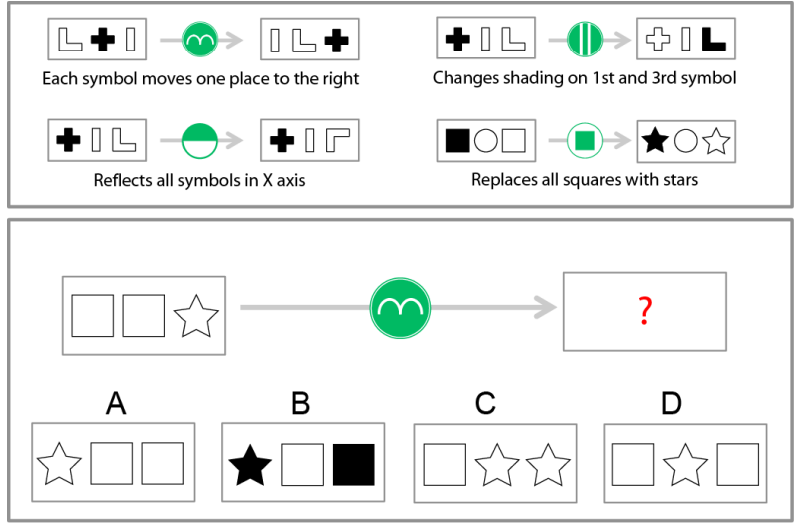 Each symbol moves one place to the right
Changes shading on 1st and 3rd symbol
Reflects all symbols in X axis
Replaces all squares with stars
?
A
B
C
D